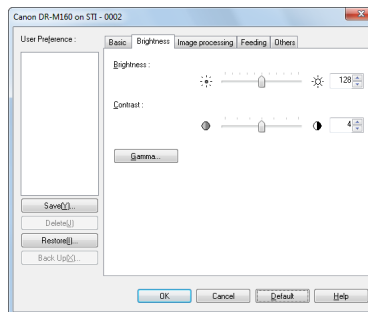 Canon DR-M160 on STI - 0002
User Preference :
Basic Brightness Image processing Feeding Others
Brightness :
128
Contrast :
4
Gamma...
Save(Y)...
Delete(J)
Restore(I)...
Back Up(X)...
OK Cancel Default Help